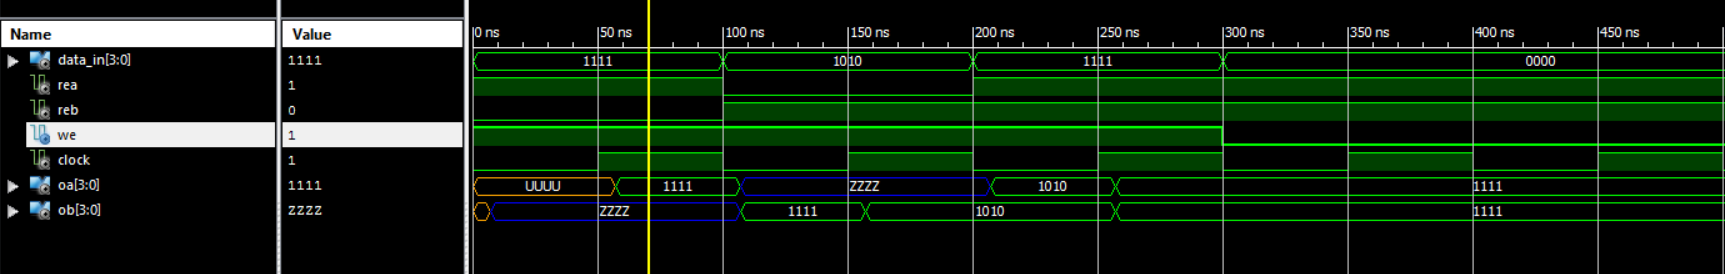 Name Value 0 ns 50 ns 100 ns 150 ns 200 ns 250 ns 300 ns 350 ns 400 ns 450 ns
data_in[3:0] 1111 1111 1010 1111 0000
rea 1
reb 0
we 1
clock 1
oa[3:0] 1111 UUUU 1111 ZZZZ 1010 1111
ob[3:0] ZZZZ ZZZZ 1111 1010 1111